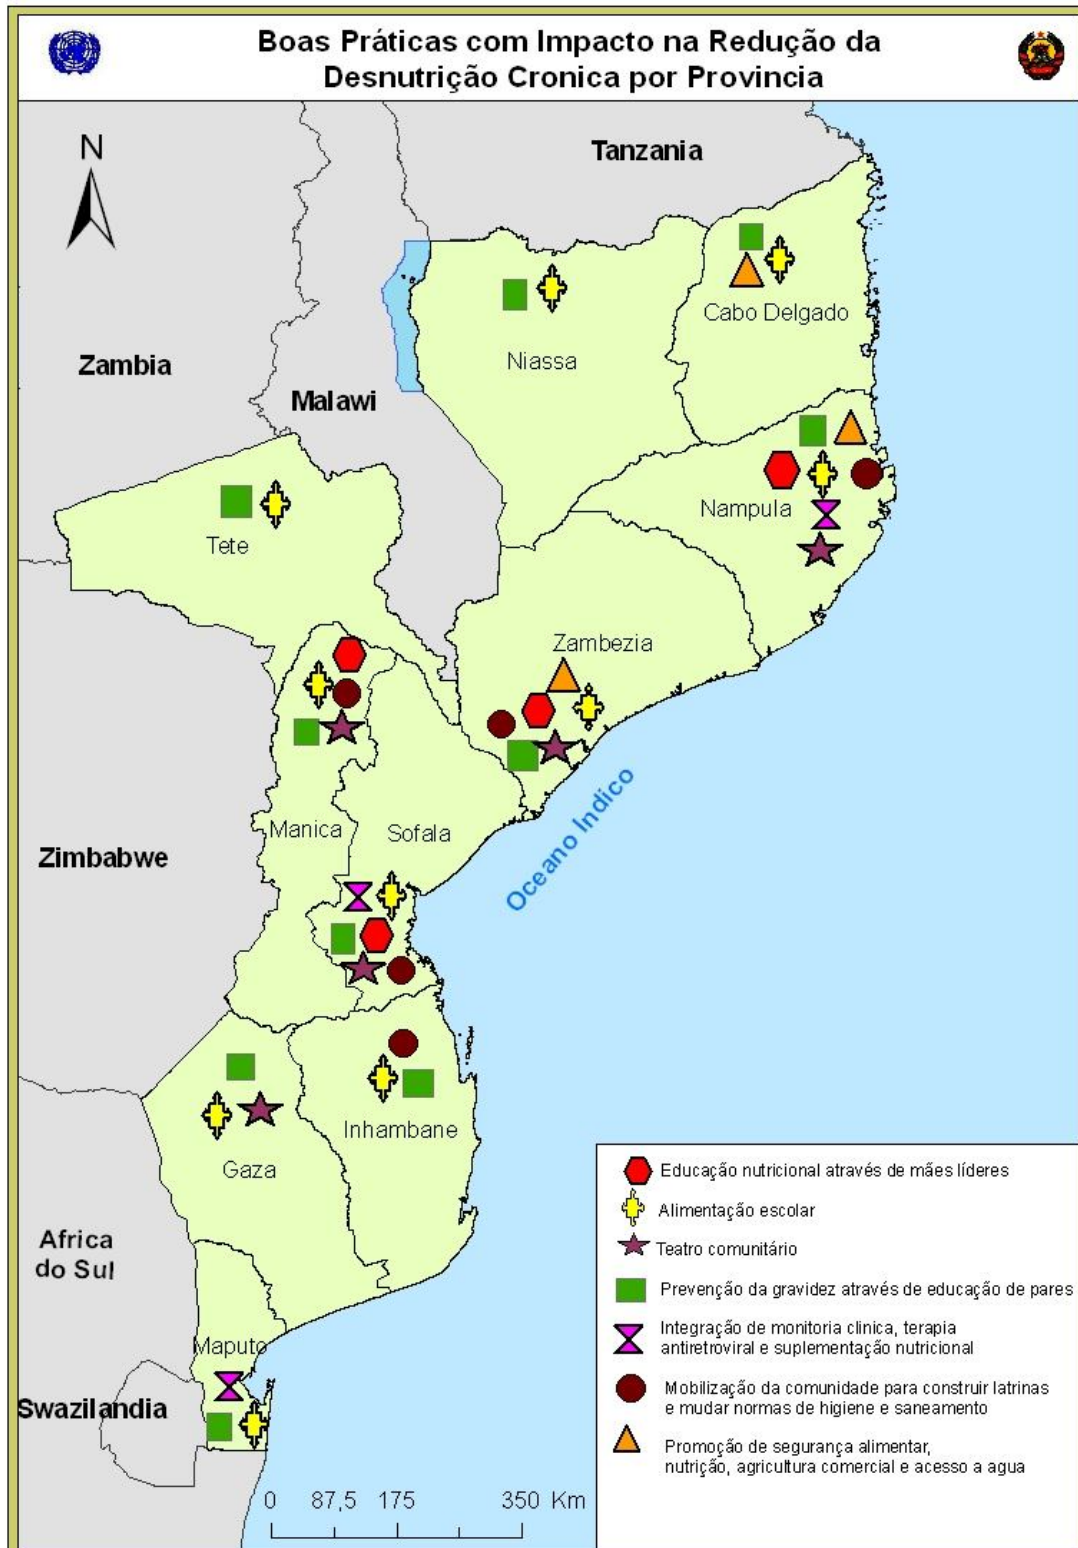 Boas Práticas com Impacto na Redução da
Desnutrição Cronica por Provincia
N
Tanzania
Cabo Delgado
Niassa
Zambia
Malawi
Nampula
Tete
Zambezia
Manica
Sofala
Zimbabwe
Oceano Indico
Inhambane
Gaza
Africa
do Sul
Maputo
Swazilandia
Educação nutricional através de mães líderes
Alimentação escolar
Teatro comunitário
Prevenção da gravidez através de educação de pares
Integração de monitoria clinica, terapia
antiretroviral e suplementação nutricional
Mobilização da comunidade para construir latrinas
e mudar normas de higiene e saneamento
Promoção de segurança alimentar,
nutrição, agricultura comercial e acesso a agua
0 87,5 175 350 Km